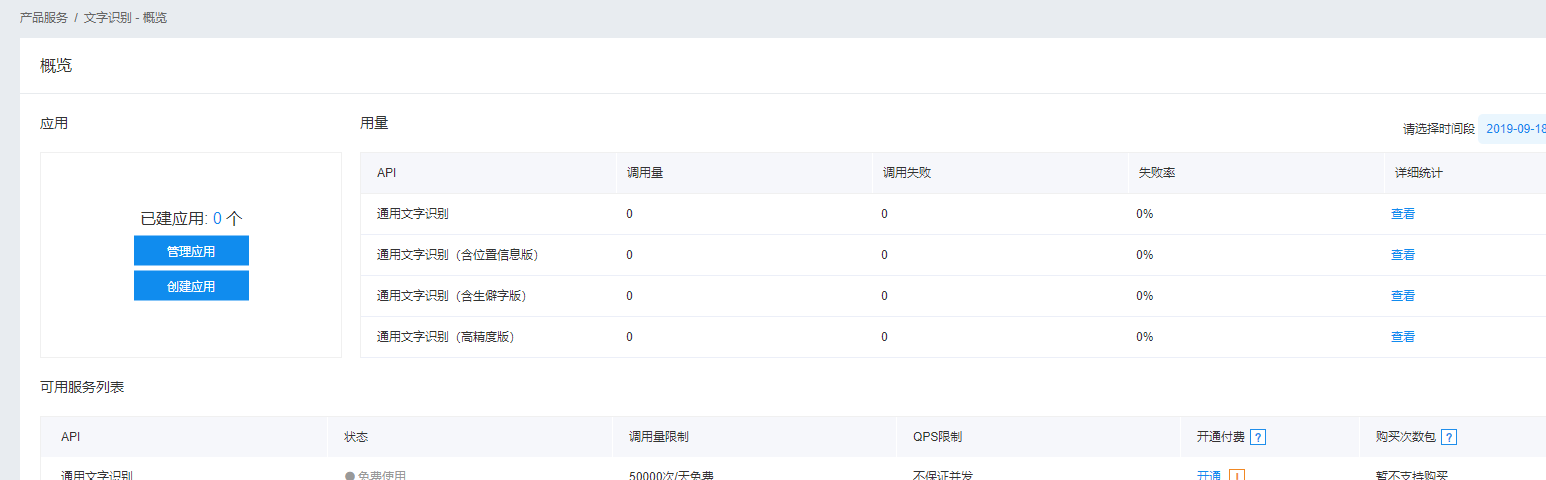 产品服务 / 文字识别 - 概览
概览
应用
用量
请选择时间段 2019-09-18
已建应用: 0 个
管理应用
创建应用
API 调用量 调用失败 失败率 详细统计
通用文字识别 0 0 0% 查看
通用文字识别（含位置信息版） 0 0 0% 查看
通用文字识别（含生僻字版） 0 0 0% 查看
通用文字识别（高精度版） 0 0 0% 查看
可用服务列表
API 状态 调用量限制 QPS限制 开通付费 ? 购买次数包 ?
通用文字识别 免费使用 50000次/天免费 不保证并发 开通 ! 暂不支持购买